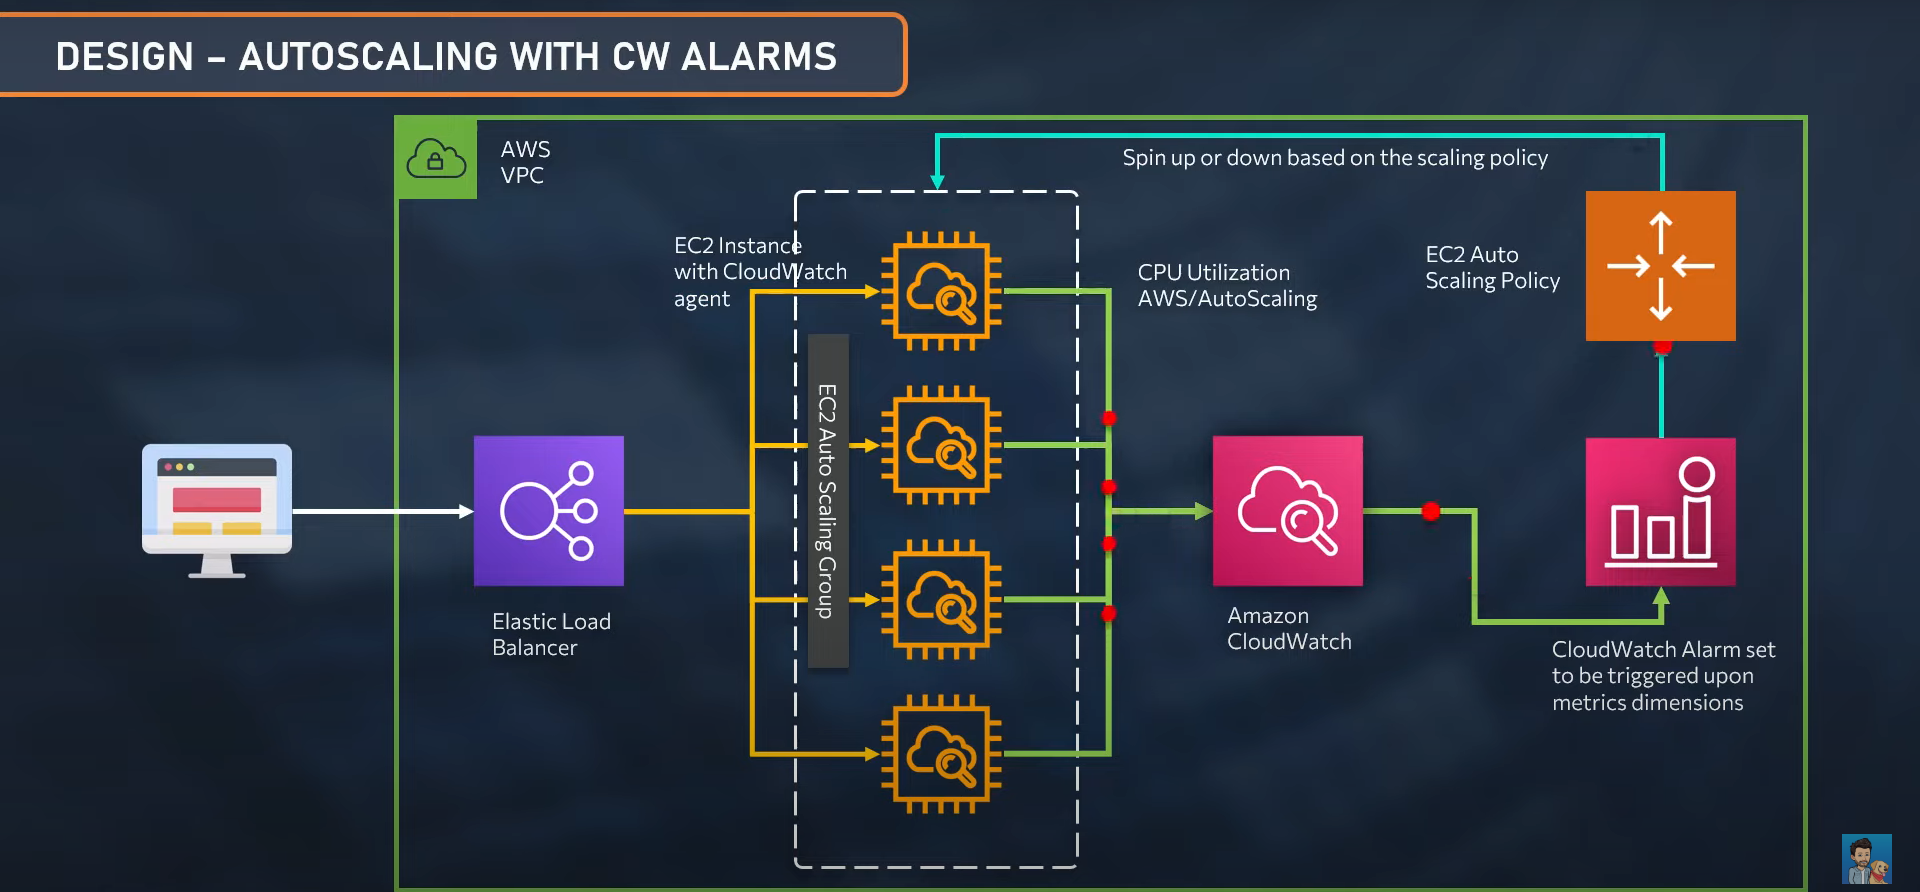 DESIGN – AUTOSCALING WITH CW ALARMS
AWS
VPC
Spin up or down based on the scaling policy
EC2 Instance
with CloudWatch
agent
CPU Utilization
AWS/AutoScaling
EC2 Auto
Scaling Policy
EC2 Auto Scaling Group
Elastic Load
Balancer
Amazon
CloudWatch
CloudWatch Alarm set
to be triggered upon
metrics dimensions